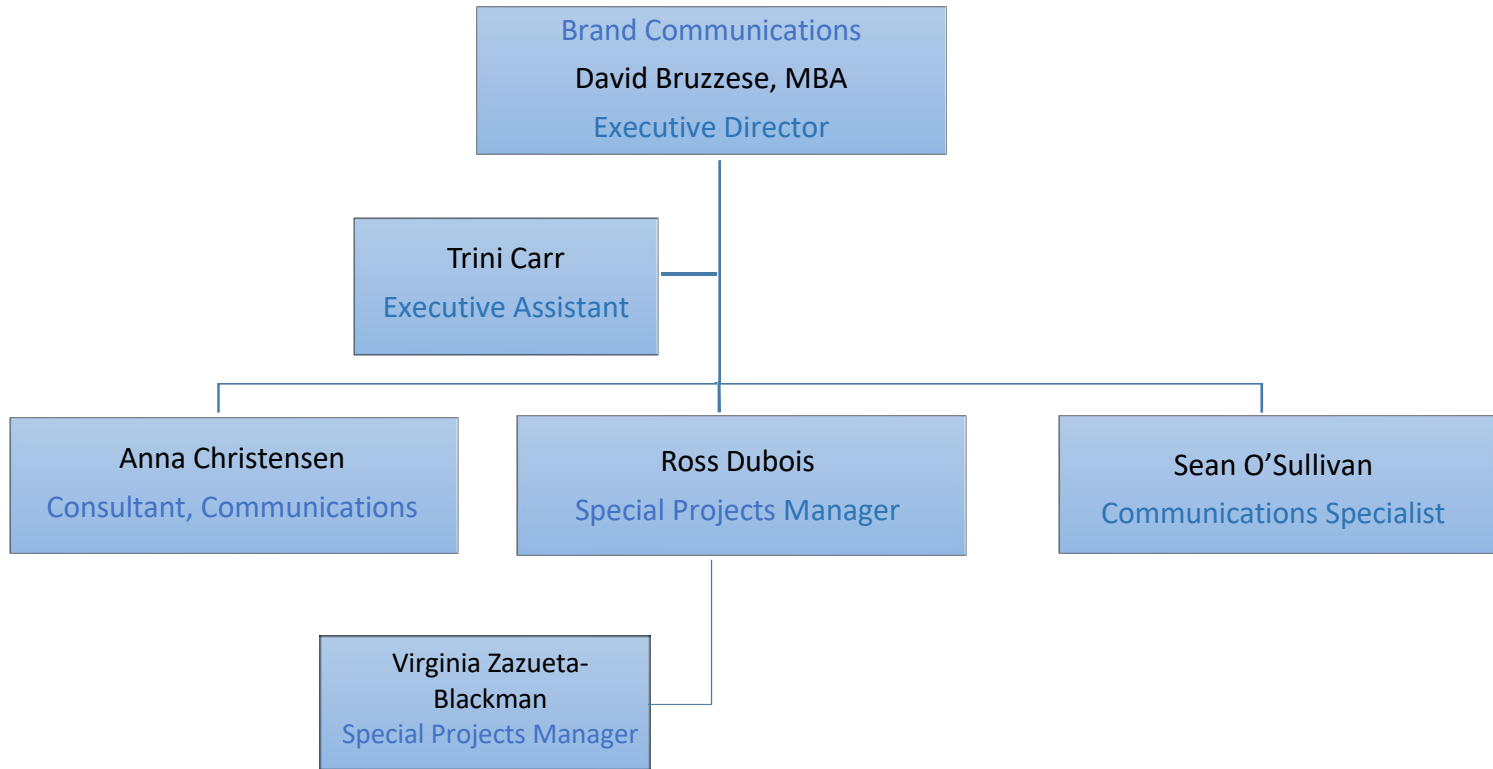 Brand Communications
David Bruzzese, MBA
Executive Director
Trini Carr
Executive Assistant
Anna Christensen
Consultant, Communications
Ross Dubois
Special Projects Manager
Sean O’Sullivan
Communications Specialist
Virginia Zazueta-
Blackman
Special Projects Manager